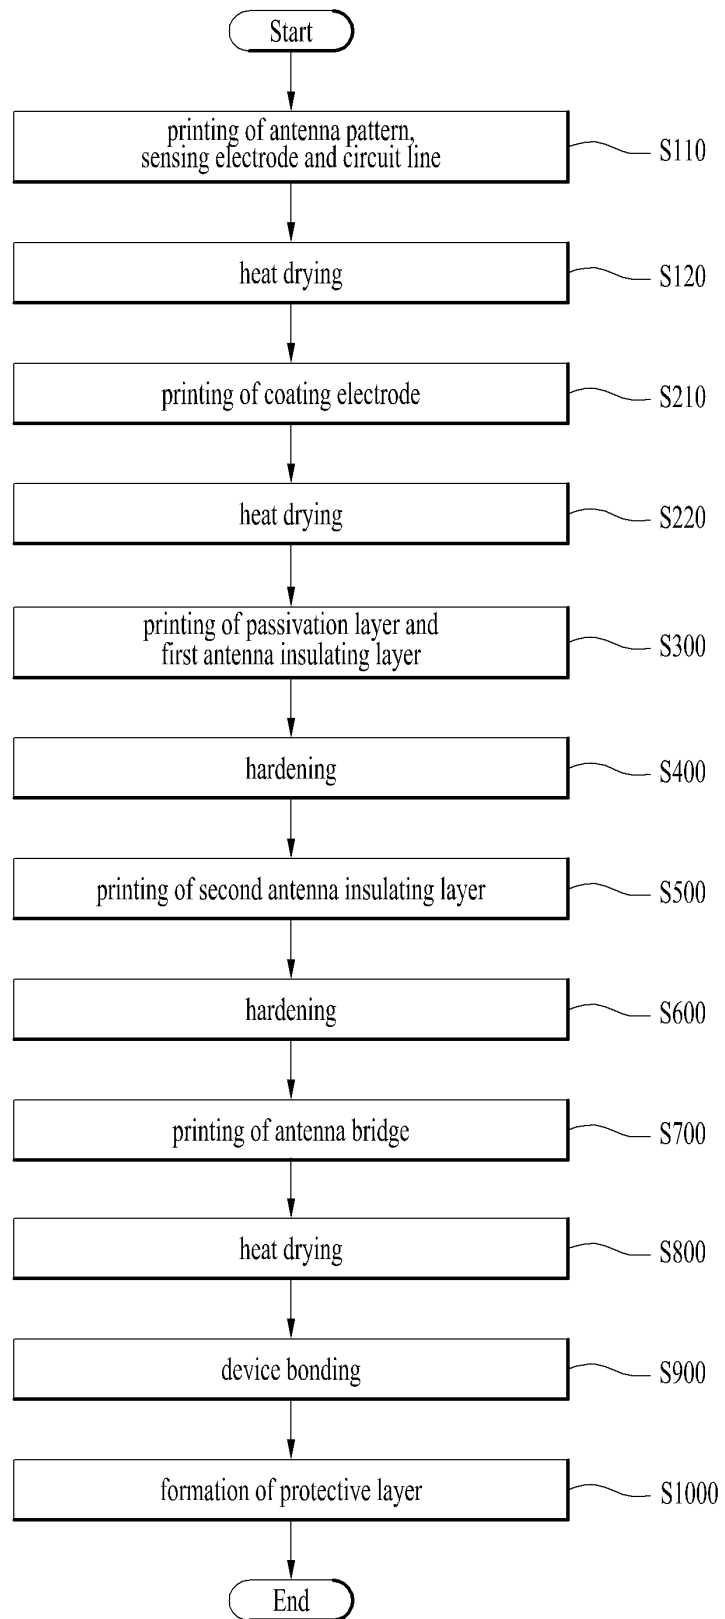 Start
printing of antenna pattern,
sensing electrode and circuit line
S110
heat drying
S120
printing of coating electrode
S210
heat drying
S220
printing of passivation layer and
first antenna insulating layer
S300
hardening
S400
printing of second antenna insulating layer
S500
hardening
S600
printing of antenna bridge
S700
heat drying
S800
device bonding
S900
formation of protective layer
S1000
End